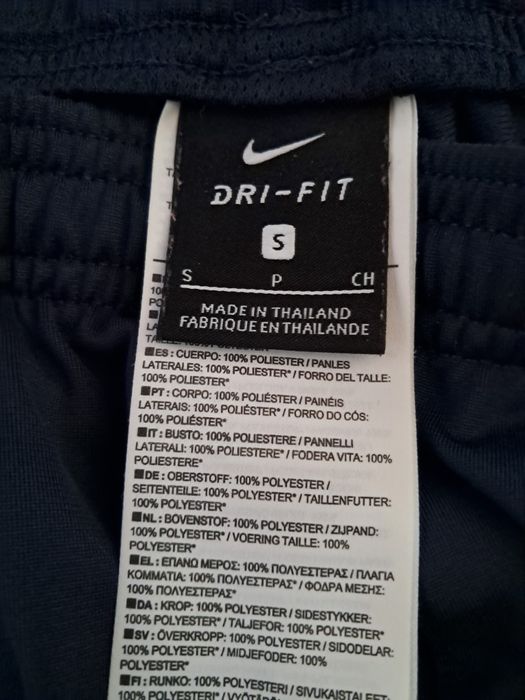 DRI-FIT
S
S P CH
MADE IN THAILAND
FABRIQUE EN THAILANDE
■ES : CUERPO: 100% POLIESTER / PANLES
LATERALES: 100% POLIESTER* / FORRO DEL TALLE:
100% POLIESTER*
■PT : CORPO: 100% POLIÉSTER / PAINÉIS
LATERAIS: 100% POLIÉSTER* / FORRO DO CÓS:
100% POLIÉSTER*
■IT : BUSTO: 100% POLIESTERE / PANNELLI
LATERALI: 100% POLIESTERE* / FODERA VITA: 100%
POLIESTERE*
■DE : OBERSTOFF: 100% POLYESTER /
SEITENTEILE: 100% POLYESTER* / TAILLENFUTTER:
100% POLYESTER*
■NL : BOVENSTOF: 100% POLYESTER / ZIJPAND:
100% POLYESTER* / VOERING TAILLE: 100%
POLYESTER*
■EL : ΕΠΑΝΩ ΜΕΡΟΣ: 100% ΠΟΛΥΕΣΤΕΡΑΣ / ΠΛΑΓΙΑ
ΚΟΜΜΑΤΙΑ: 100% ΠΟΛΥΕΣΤΕΡΑΣ* / ΦΟΔΡΑ ΜΕΣΗΣ:
100% ΠΟΛΥΕΣΤΕΡΑΣ*
■DA : KROP: 100% POLYESTER / SIDESTYKKER:
100% POLYESTER* / TALJEFOR: 100% POLYESTER*
■SV : ÖVERKROPP: 100% POLYESTER / SIDODELAR:
100% POLYESTER* / MIDJEFODER: 100%
POLYESTER*
■FI : RUNKO: 100% POLYESTERI / SIVUKAISTALEET:
100% POLYESTERI*